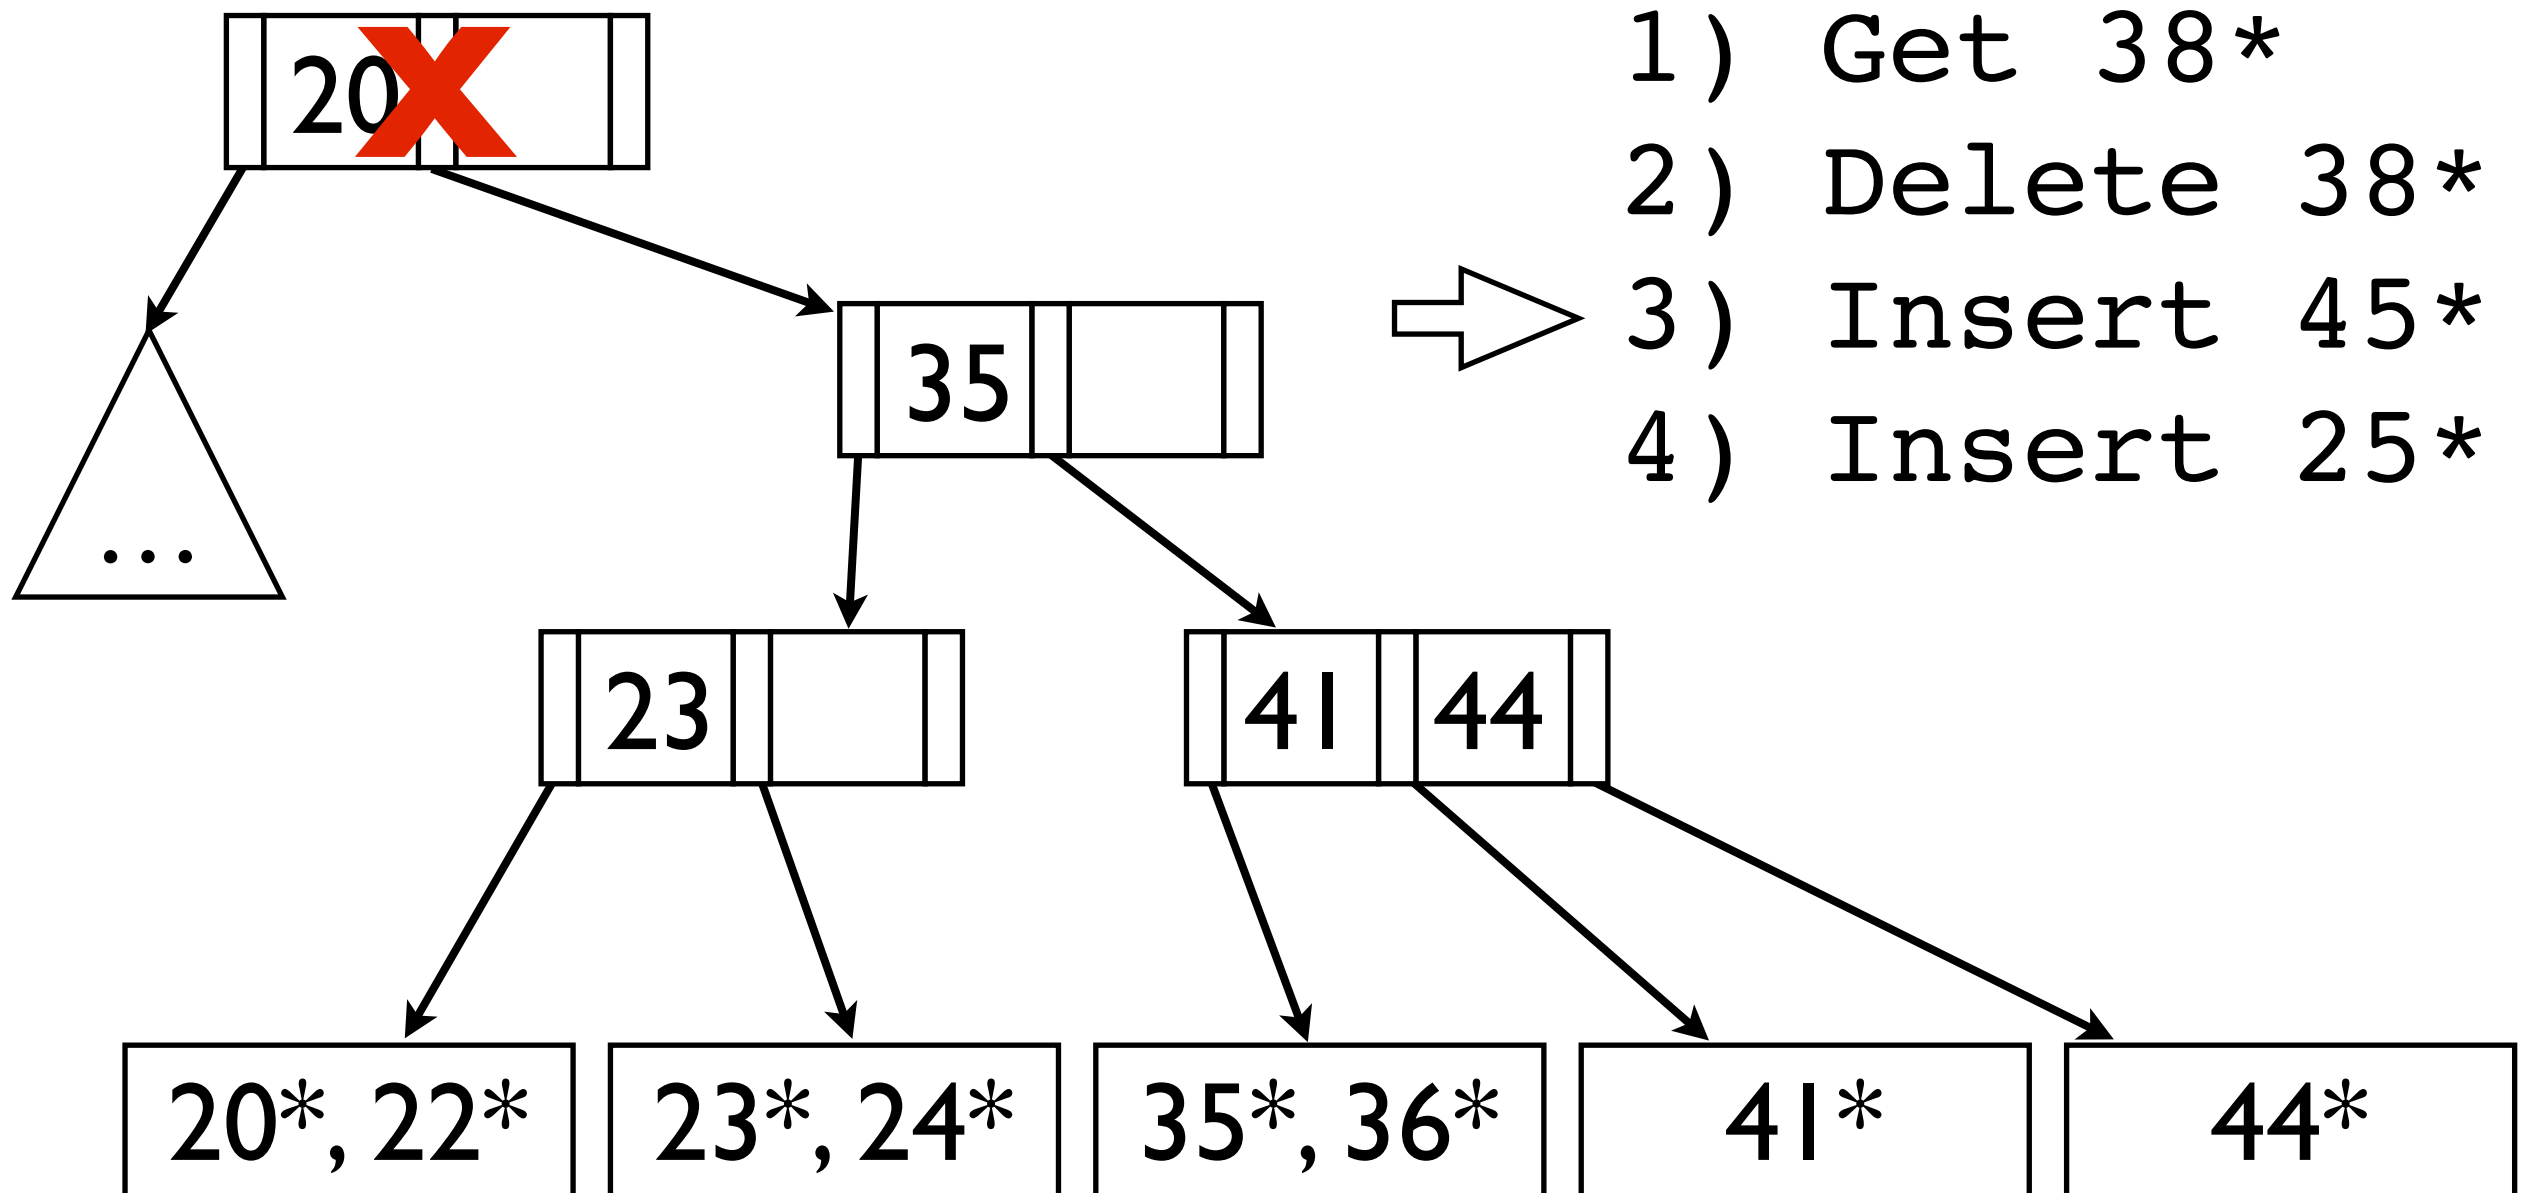 20 X
1) Get 38*
2) Delete 38*
3) Insert 45*
4) Insert 25*
35
...
23
41 44
20*, 22* 23*, 24* 35*, 36* 41* 44*